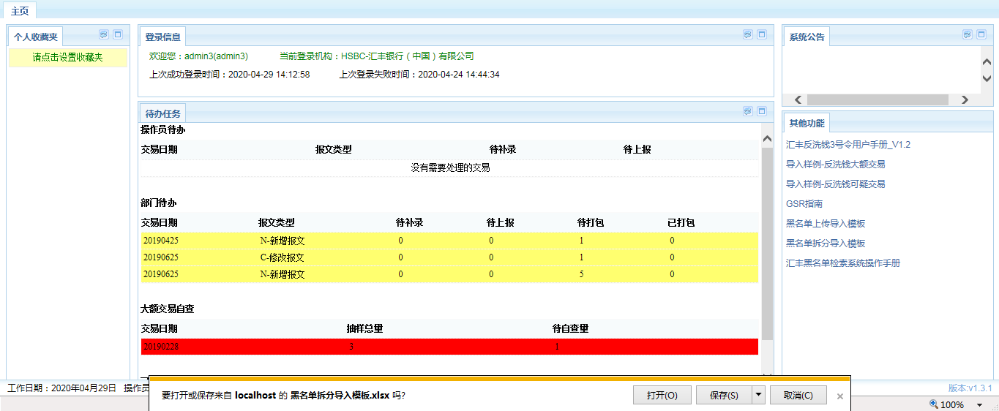 主页
个人收藏夹
请点击设置收藏夹
登录信息
欢迎您：admin3(admin3) 当前登录机构：HSBC-汇丰银行（中国）有限公司
上次成功登录时间：2020-04-29 14:12:58 上次登录失败时间：2020-04-24 14:44:34
待办任务
操作员待办
交易日期 报文类型 待补录 待上报
没有需要处理的交易
部门待办
交易日期 报文类型 待补录 待上报 待打包 已打包
20190425 N-新增报文 0 0 1 0
20190625 C-修改报文 0 0 1 0
20190625 N-新增报文 0 0 5 0
大额交易自查
交易日期 抽样总量 待自查量
20190228 3 1
系统公告
其他功能
汇丰反洗钱3号令用户手册_V1.2
导入样例-反洗钱大额交易
导入样例-反洗钱可疑交易
GSR指南
黑名单上传导入模板
黑名单拆分导入模板
汇丰黑名单检索系统操作手册
工作日期：2020年04月29日 操作员
版本:v1.3.1
要打开或保存来自 localhost 的 黑名单拆分导入模板.xlsx 吗?
打开(O) 保存(S) 取消(C)
100%